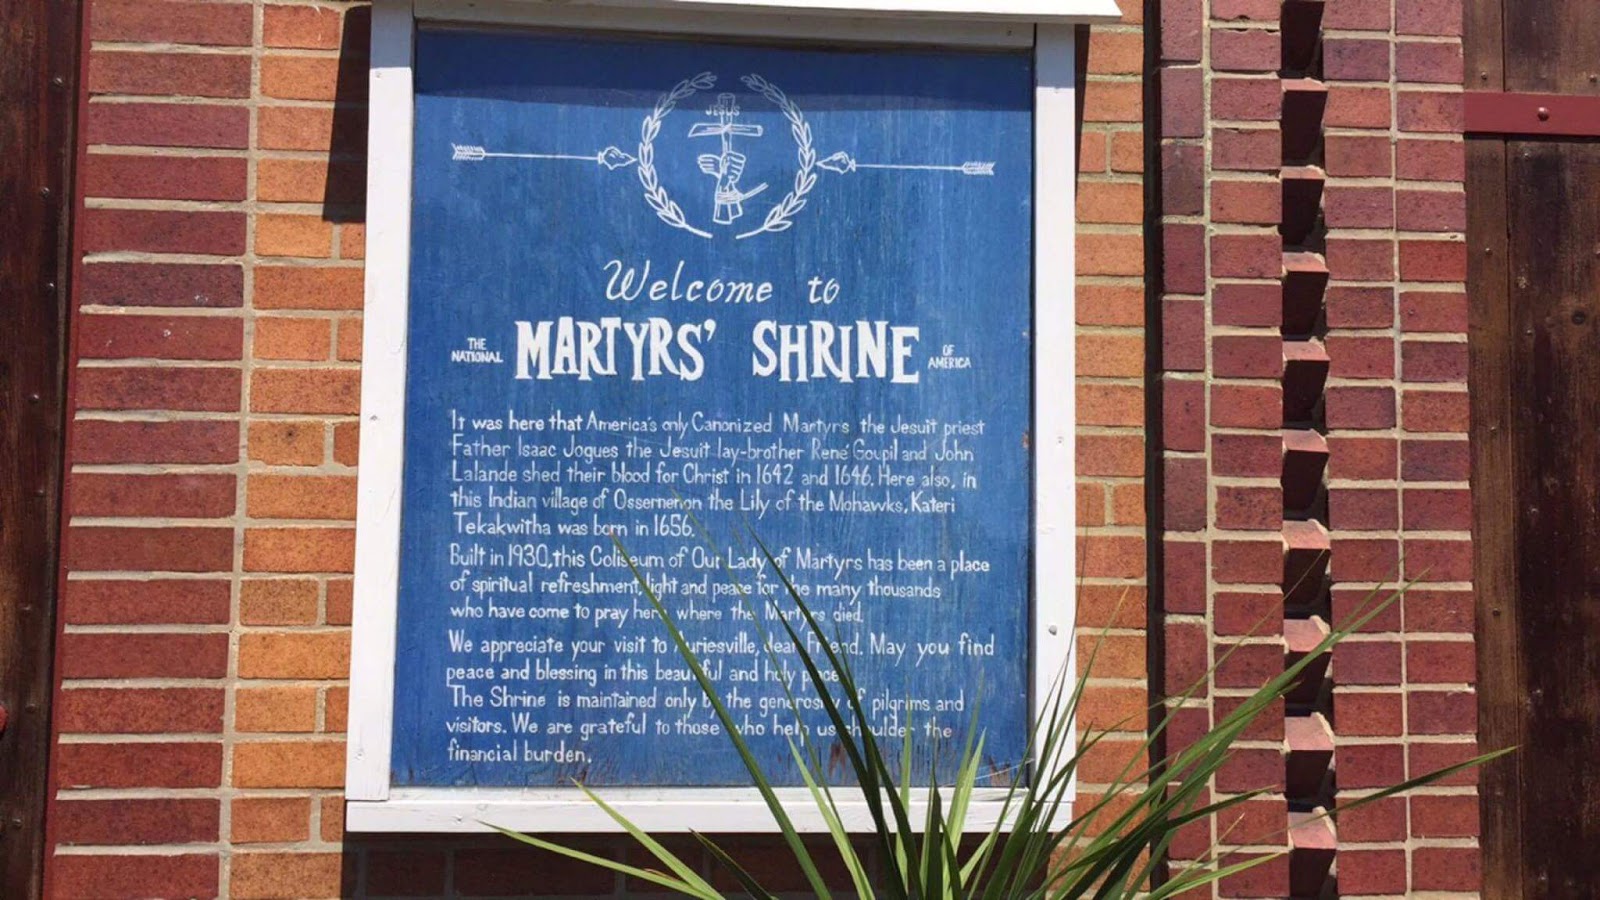 JESUS
Welcome to
THE NATIONAL MARTYRS' SHRINE OF AMERICA
It was here that America's only Canonized Martyrs the Jesuit priest
Father Isaac Jogues the Jesuit lay-brother René Goupil and John
Lalande shed their blood for Christ in 1642 and 1646. Here also, in
this Indian village of Ossernenon the Lily of the Mohawks, Kateri
Tekakwitha was born in 1656.
Built in 1930, this Coliseum of Our Lady of Martyrs has been a place
of spiritual refreshment, light and peace for the many thousands
who have come to pray here where the Martyrs died.
We appreciate your visit to Auriesville, dear Friend. May you find
peace and blessing in this beautiful and holy place.
The Shrine is maintained only by the generosity of pilgrims and
visitors. We are grateful to those who help us shoulder the
financial burden.